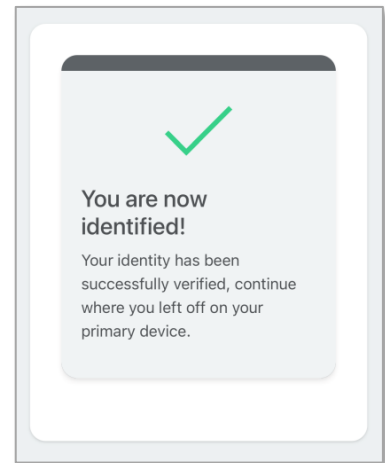 You are now
identified!
Your identity has been
successfully verified, continue
where you left off on your
primary device.